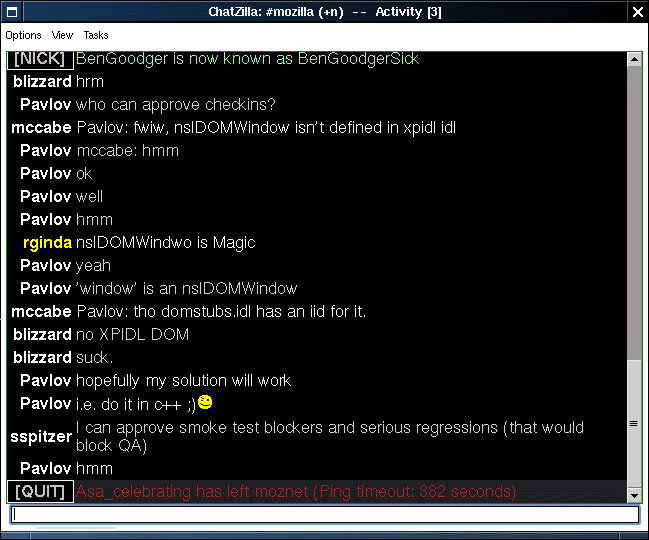 ChatZilla: #mozilla (+n) -- Activity [3]
Options View Tasks
[NICK] BenGoodger is now known as BenGoodgerSick
blizzard hrm
Pavlov who can approve checkins?
mccabe Pavlov: fwiw, nsIDOMWindow isn't defined in xpidl idl
Pavlov mccabe: hmm
Pavlov ok
Pavlov well
Pavlov hmm
rginda nsIDOMWindwo is Magic
Pavlov yeah
Pavlov 'window' is an nsIDOMWindow
mccabe Pavlov: tho domstubs.idl has an iid for it.
blizzard no XPIDL DOM
blizzard suck.
Pavlov hopefully my solution will work
Pavlov i.e. do it in c++ ;)
sspitzer I can approve smoke test blockers and serious regressions (that would
block QA)
Pavlov hmm
[QUIT] Asa_celebrating has left moznet (Ping timeout: 382 seconds)